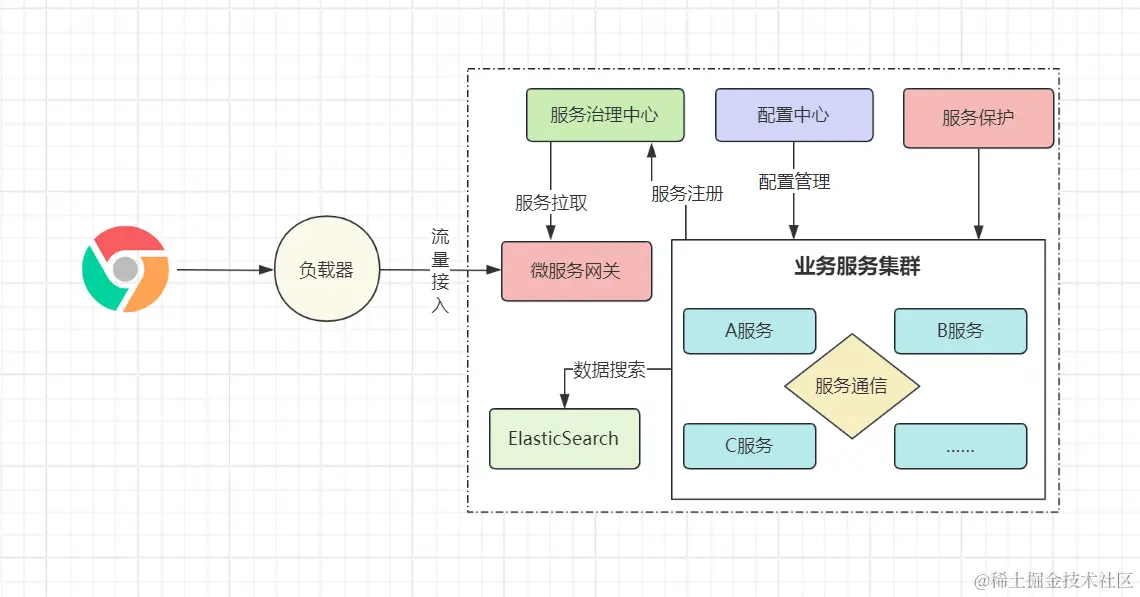 服务治理中心
配置中心
服务保护
服务拉取
服务注册
配置管理
负载器
流
量
接
入
微服务网关
业务服务集群
A服务
B服务
服务通信
数据搜索
ElasticSearch
C服务
......
@稀土掘金技术社区